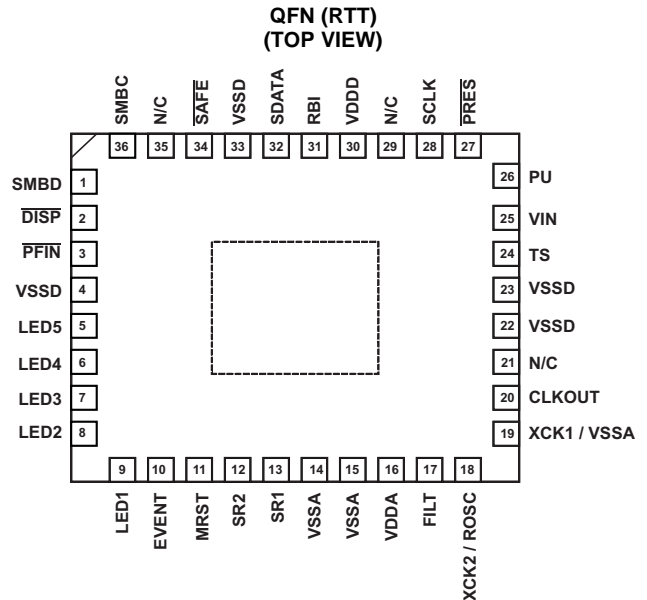 QFN (RTT)
(TOP VIEW)
SMBC
N/C
SAFE
VSSD
SDATA
RBI
VDDD
N/C
SCLK
PRES
36 35 34 33 32 31 30 29 28 27
SMBD 1
DISP 2
PFIN 3
VSSD 4
LED5 5
LED4 6
LED3 7
LED2 8
26 PU
25 VIN
24 TS
23 VSSD
22 VSSD
21 N/C
20 CLKOUT
19 XCK1 / VSSA
9 10 11 12 13 14 15 16 17 18
LED1
EVENT
MRST
SR2
SR1
VSSA
VSSA
VDDA
FILT
XCK2 / ROSC